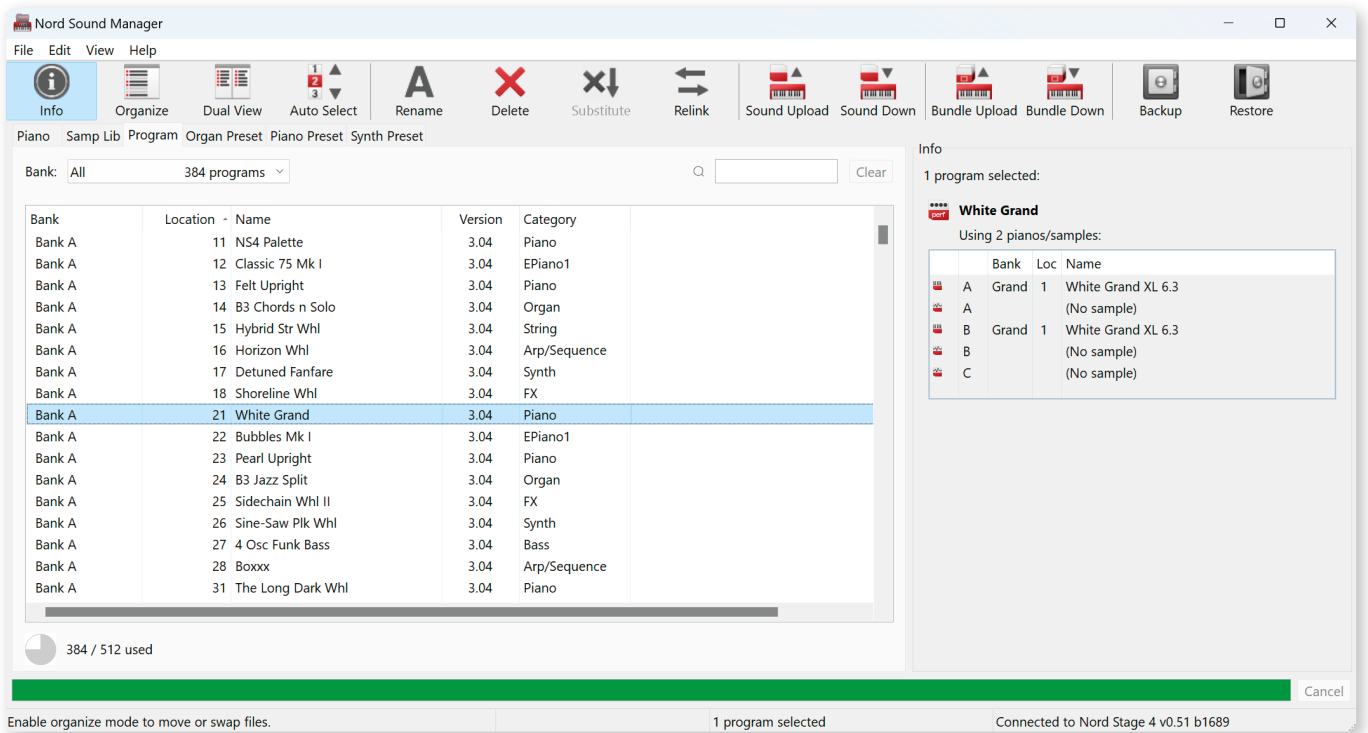 Nord Sound Manager
File Edit View Help
1
2
3
Info Organize Dual View Auto Select Rename Delete Substitute Relink Sound Upload Sound Down Bundle Upload Bundle Down Backup Restore
Piano Samp Lib Program Organ Preset Piano Preset Synth Preset
Bank: All 384 programs Clear
Bank Location Name Version Category
Bank A 11 NS4 Palette 3.04 Piano
Bank A 12 Classic 75 Mk I 3.04 EPiano1
Bank A 13 Felt Upright 3.04 Piano
Bank A 14 B3 Chords n Solo 3.04 Organ
Bank A 15 Hybrid Str Whl 3.04 String
Bank A 16 Horizon Whl 3.04 Arp/Sequence
Bank A 17 Detuned Fanfare 3.04 Synth
Bank A 18 Shoreline Whl 3.04 FX
Bank A 21 White Grand 3.04 Piano
Bank A 22 Bubbles Mk I 3.04 EPiano1
Bank A 23 Pearl Upright 3.04 Piano
Bank A 24 B3 Jazz Split 3.04 Organ
Bank A 25 Sidechain Whl II 3.04 FX
Bank A 26 Sine-Saw Plk Whl 3.04 Synth
Bank A 27 4 Osc Funk Bass 3.04 Bass
Bank A 28 Boxxx 3.04 Arp/Sequence
Bank A 31 The Long Dark Whl 3.04 Piano
384 / 512 used
Info
1 program selected:
perf White Grand
Using 2 pianos/samples:
Bank Loc Name
A Grand 1 White Grand XL 6.3
A (No sample)
B Grand 1 White Grand XL 6.3
B (No sample)
C (No sample)
Cancel
Enable organize mode to move or swap files. 1 program selected Connected to Nord Stage 4 v0.51 b1689